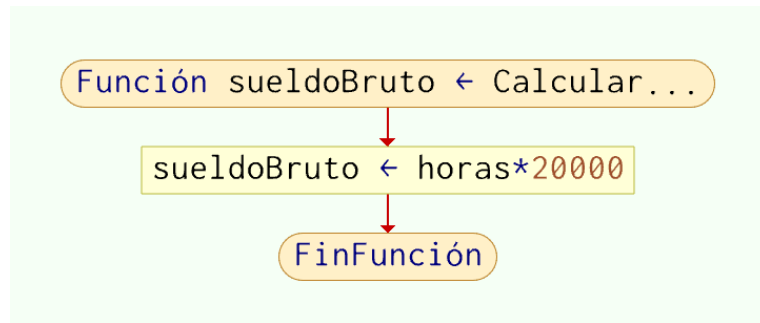 Función sueldoBruto ← Calcular...
sueldoBruto ← horas*20000
FinFunción